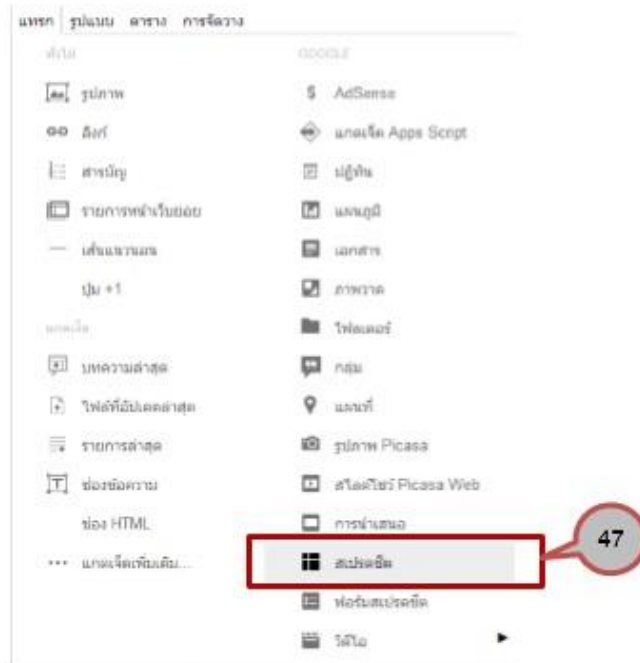 แทรก รูปแบบ ตาราง การจัดวาง
ทั่วไป
รูปภาพ
ลิงก์
สารบัญ
รายการหน้าเว็บย่อย
เส้นแนวนอน
ปุ่ม +1
แกดเจ็ต
บทความล่าสุด
ไฟล์ที่อัปเดตล่าสุด
รายการล่าสุด
ช่องข้อความ
ช่อง HTML
แกดเจ็ตเพิ่มเติม...
GOOGLE
AdSense
แกดเจ็ต Apps Script
ปฏิทิน
แผนภูมิ
เอกสาร
ภาพวาด
โฟลเดอร์
กลุ่ม
แผนที่
รูปภาพ Picasa
สไลด์โชว์ Picasa Web
การนำเสนอ
สเปรดชีต
ฟอร์มสเปรดชีต
วิดีโอ
47